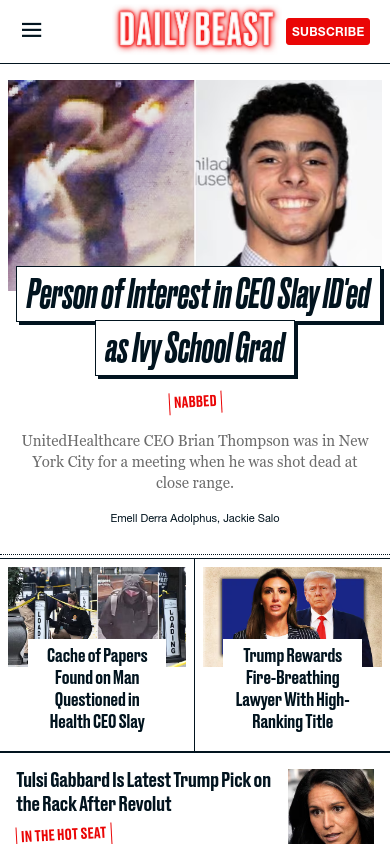 DAILY BEAST
SUBSCRIBE
Person of Interest in CEO Slay ID'ed
as Ivy School Grad
NABBED
UnitedHealthcare CEO Brian Thompson was in New
York City for a meeting when he was shot dead at
close range.
Emell Derra Adolphus, Jackie Salo
LOADING
LOADING
Cache of Papers
Found on Man
Questioned in
Health CEO Slay
Trump Rewards
Fire-Breathing
Lawyer With High-
Ranking Title
Tulsi Gabbard Is Latest Trump Pick on
the Rack After Revolut
IN THE HOT SEAT